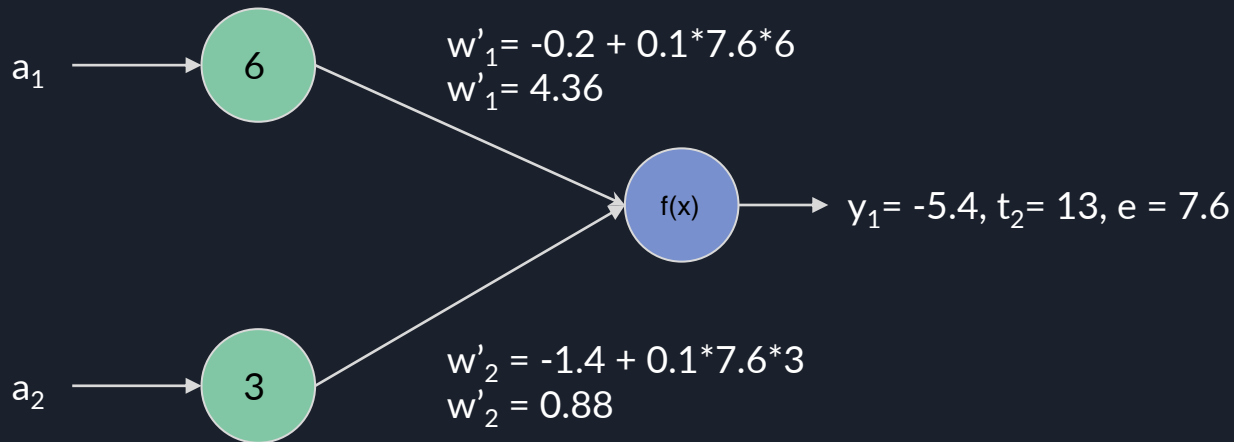 w’₁= -0.2 + 0.1*7.6*6
w’₁= 4.36
a₁
6
f(x)
y₁= -5.4, t₂= 13, e = 7.6
w’₂ = -1.4 + 0.1*7.6*3
w’₂ = 0.88
a₂
3